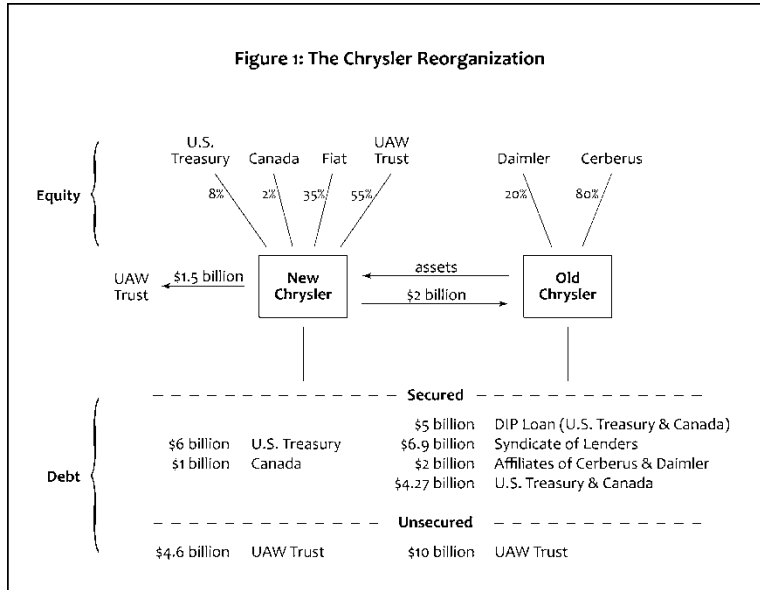 Figure 1: The Chrysler Reorganization
U.S. Treasury Canada Fiat UAW Trust Daimler Cerberus
Equity 8% 2% 35% 55% 20% 80%
UAW Trust $1.5 billion New Chrysler assets $2 billion Old Chrysler
Secured
$5 billion DIP Loan (U.S. Treasury & Canada)
$6 billion U.S. Treasury $6.9 billion Syndicate of Lenders
$1 billion Canada $2 billion Affiliates of Cerberus & Daimler
Debt $4.27 billion U.S. Treasury & Canada
Unsecured
$4.6 billion UAW Trust $10 billion UAW Trust